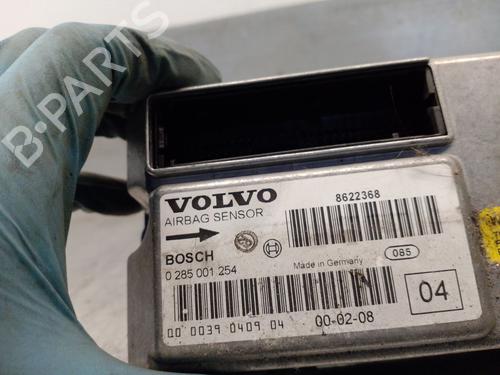 VOLVO
AIRBAG SENSOR
8622368
BOSCH
0 285 001 254
Made in Germany
085
04
00 0039 0409 04
00-02-08
B-PARTS